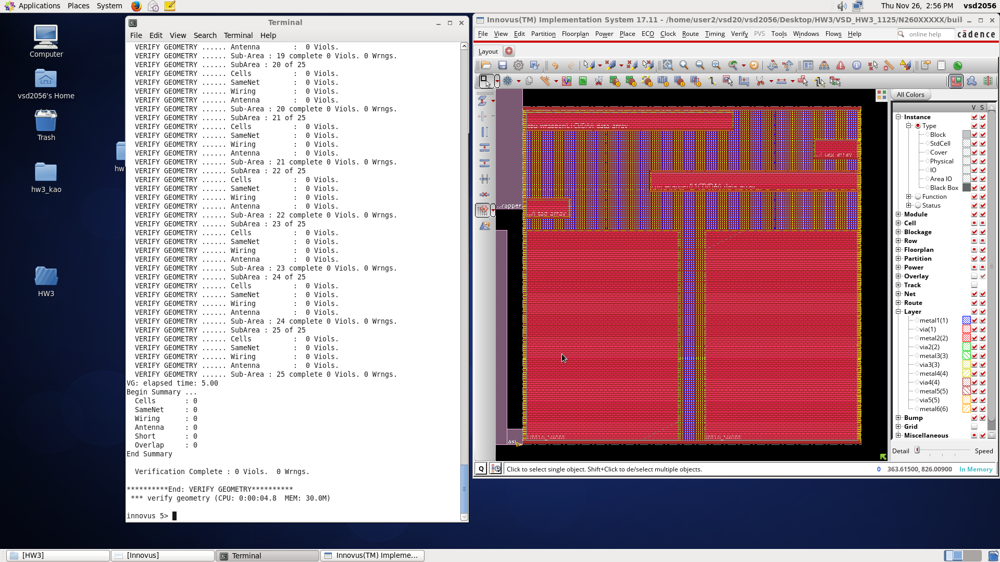 Applications Places System
Thu Nov 26, 2:56 PM vsd2056
Computer
vsd2056's Home
Trash
hw
hw3_kao
HW3
Terminal
File Edit View Search Terminal Help
VERIFY GEOMETRY ...... Antenna : 0 Viols.
VERIFY GEOMETRY ...... Sub-Area : 19 complete 0 Viols. 0 Wrngs.
VERIFY GEOMETRY ...... SubArea : 20 of 25
VERIFY GEOMETRY ...... Cells : 0 Viols.
VERIFY GEOMETRY ...... SameNet : 0 Viols.
VERIFY GEOMETRY ...... Wiring : 0 Viols.
VERIFY GEOMETRY ...... Antenna : 0 Viols.
VERIFY GEOMETRY ...... Sub-Area : 20 complete 0 Viols. 0 Wrngs.
VERIFY GEOMETRY ...... SubArea : 21 of 25
VERIFY GEOMETRY ...... Cells : 0 Viols.
VERIFY GEOMETRY ...... SameNet : 0 Viols.
VERIFY GEOMETRY ...... Wiring : 0 Viols.
VERIFY GEOMETRY ...... Antenna : 0 Viols.
VERIFY GEOMETRY ...... Sub-Area : 21 complete 0 Viols. 0 Wrngs.
VERIFY GEOMETRY ...... SubArea : 22 of 25
VERIFY GEOMETRY ...... Cells : 0 Viols.
VERIFY GEOMETRY ...... SameNet : 0 Viols.
VERIFY GEOMETRY ...... Wiring : 0 Viols.
VERIFY GEOMETRY ...... Antenna : 0 Viols.
VERIFY GEOMETRY ...... Sub-Area : 22 complete 0 Viols. 0 Wrngs.
VERIFY GEOMETRY ...... SubArea : 23 of 25
VERIFY GEOMETRY ...... Cells : 0 Viols.
VERIFY GEOMETRY ...... SameNet : 0 Viols.
VERIFY GEOMETRY ...... Wiring : 0 Viols.
VERIFY GEOMETRY ...... Antenna : 0 Viols.
VERIFY GEOMETRY ...... Sub-Area : 23 complete 0 Viols. 0 Wrngs.
VERIFY GEOMETRY ...... SubArea : 24 of 25
VERIFY GEOMETRY ...... Cells : 0 Viols.
VERIFY GEOMETRY ...... SameNet : 0 Viols.
VERIFY GEOMETRY ...... Wiring : 0 Viols.
VERIFY GEOMETRY ...... Antenna : 0 Viols.
VERIFY GEOMETRY ...... Sub-Area : 24 complete 0 Viols. 0 Wrngs.
VERIFY GEOMETRY ...... SubArea : 25 of 25
VERIFY GEOMETRY ...... Cells : 0 Viols.
VERIFY GEOMETRY ...... SameNet : 0 Viols.
VERIFY GEOMETRY ...... Wiring : 0 Viols.
VERIFY GEOMETRY ...... Antenna : 0 Viols.
VERIFY GEOMETRY ...... Sub-Area : 25 complete 0 Viols. 0 Wrngs.
VG: elapsed time: 5.00
Begin Summary ...
Cells : 0
SameNet : 0
Wiring : 0
Antenna : 0
Short : 0
Overlap : 0
End Summary
Verification Complete : 0 Viols. 0 Wrngs.
**********End: VERIFY GEOMETRY**********
*** verify geometry (CPU: 0:00:04.8 MEM: 30.0M)
innovus 5>
Innovus(TM) Implementation System 17.11 - /home/user2/vsd20/vsd2056/Desktop/HW3/VSD_HW3_1125/N260XXXXX/buil
File View Edit Partition Floorplan Power Place ECO Clock Route Timing Verify PVS Tools Windows Flows Help
online help
cādence
Layout
All Colors
V S
Instance
Type
Block
StdCell
Cover
Physical
IO
Area IO
Black Box
Function
Status
Module
Cell
Blockage
Row
Floorplan
Partition
Power
Overlay
Track
Net
Route
Layer
metal1(1)
via(1)
metal2(2)
via2(2)
metal3(3)
via3(3)
metal4(4)
via4(4)
metal5(5)
via5(5)
metal6(6)
Bump
Grid
Miscellaneous
Detail Speed
Q Click to select single object. Shift+Click to de/select multiple objects. 0 363.61500, 826.00900 In Memory
[HW3] [Innovus] Terminal Innovus(TM) Impleme...